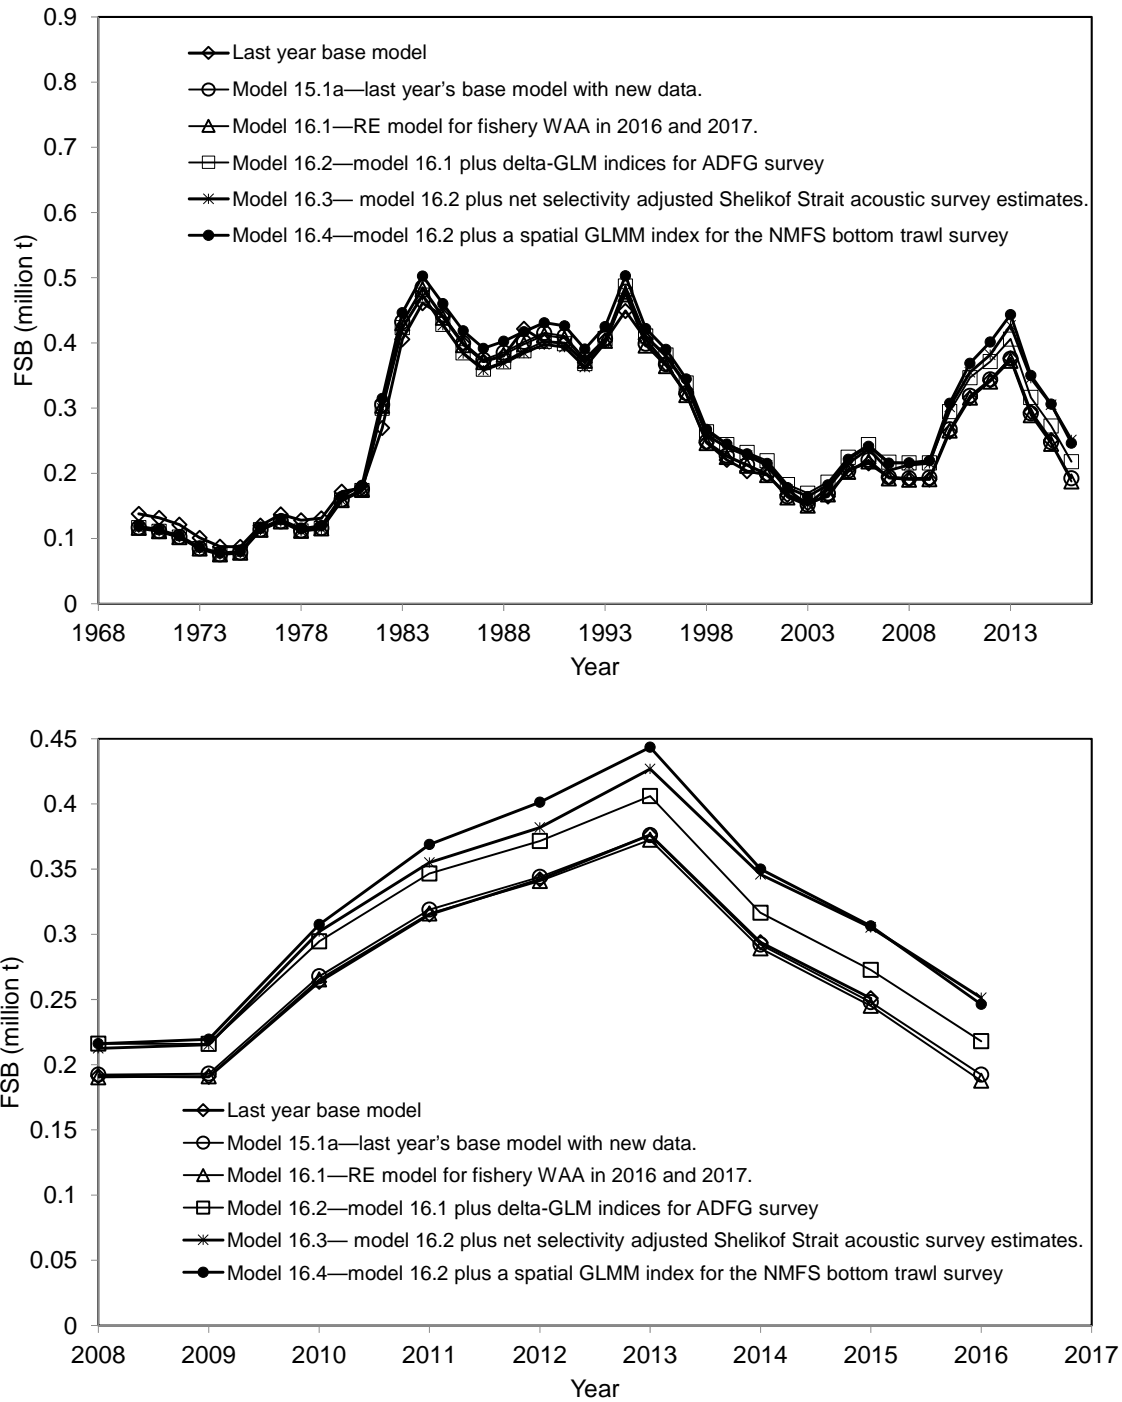 0.9
0.8
0.7
0.6
0.5
0.4
0.3
0.2
0.1
0
FSB (million t)
Last year base model
Model 15.1a—last year’s base model with new data.
Model 16.1—RE model for fishery WAA in 2016 and 2017.
Model 16.2—model 16.1 plus delta-GLM indices for ADFG survey
Model 16.3— model 16.2 plus net selectivity adjusted Shelikof Strait acoustic survey estimates.
Model 16.4—model 16.2 plus a spatial GLMM index for the NMFS bottom trawl survey
1968 1973 1978 1983 1988 1993 1998 2003 2008 2013
Year
0.45
0.4
0.35
0.3
0.25
0.2
0.15
0.1
0.05
0
FSB (million t)
Last year base model
Model 15.1a—last year’s base model with new data.
Model 16.1—RE model for fishery WAA in 2016 and 2017.
Model 16.2—model 16.1 plus delta-GLM indices for ADFG survey
Model 16.3— model 16.2 plus net selectivity adjusted Shelikof Strait acoustic survey estimates.
Model 16.4—model 16.2 plus a spatial GLMM index for the NMFS bottom trawl survey
2008 2009 2010 2011 2012 2013 2014 2015 2016 2017
Year